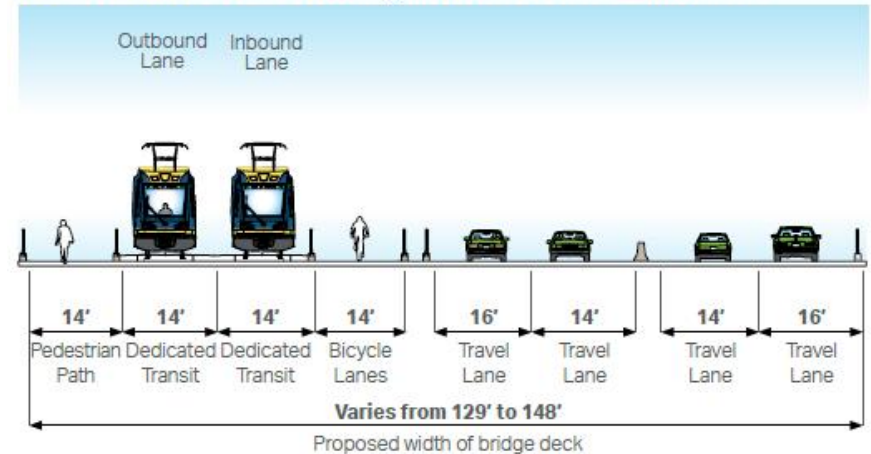 Outbound Inbound
Lane Lane
14’ 14’ 14’ 14’ 16’ 14’ 14’ 16’
Pedestrian Dedicated Dedicated Bicycle Travel Travel Travel Travel
Path Transit Transit Lanes Lane Lane Lane Lane
Varies from 129’ to 148’
Proposed width of bridge deck